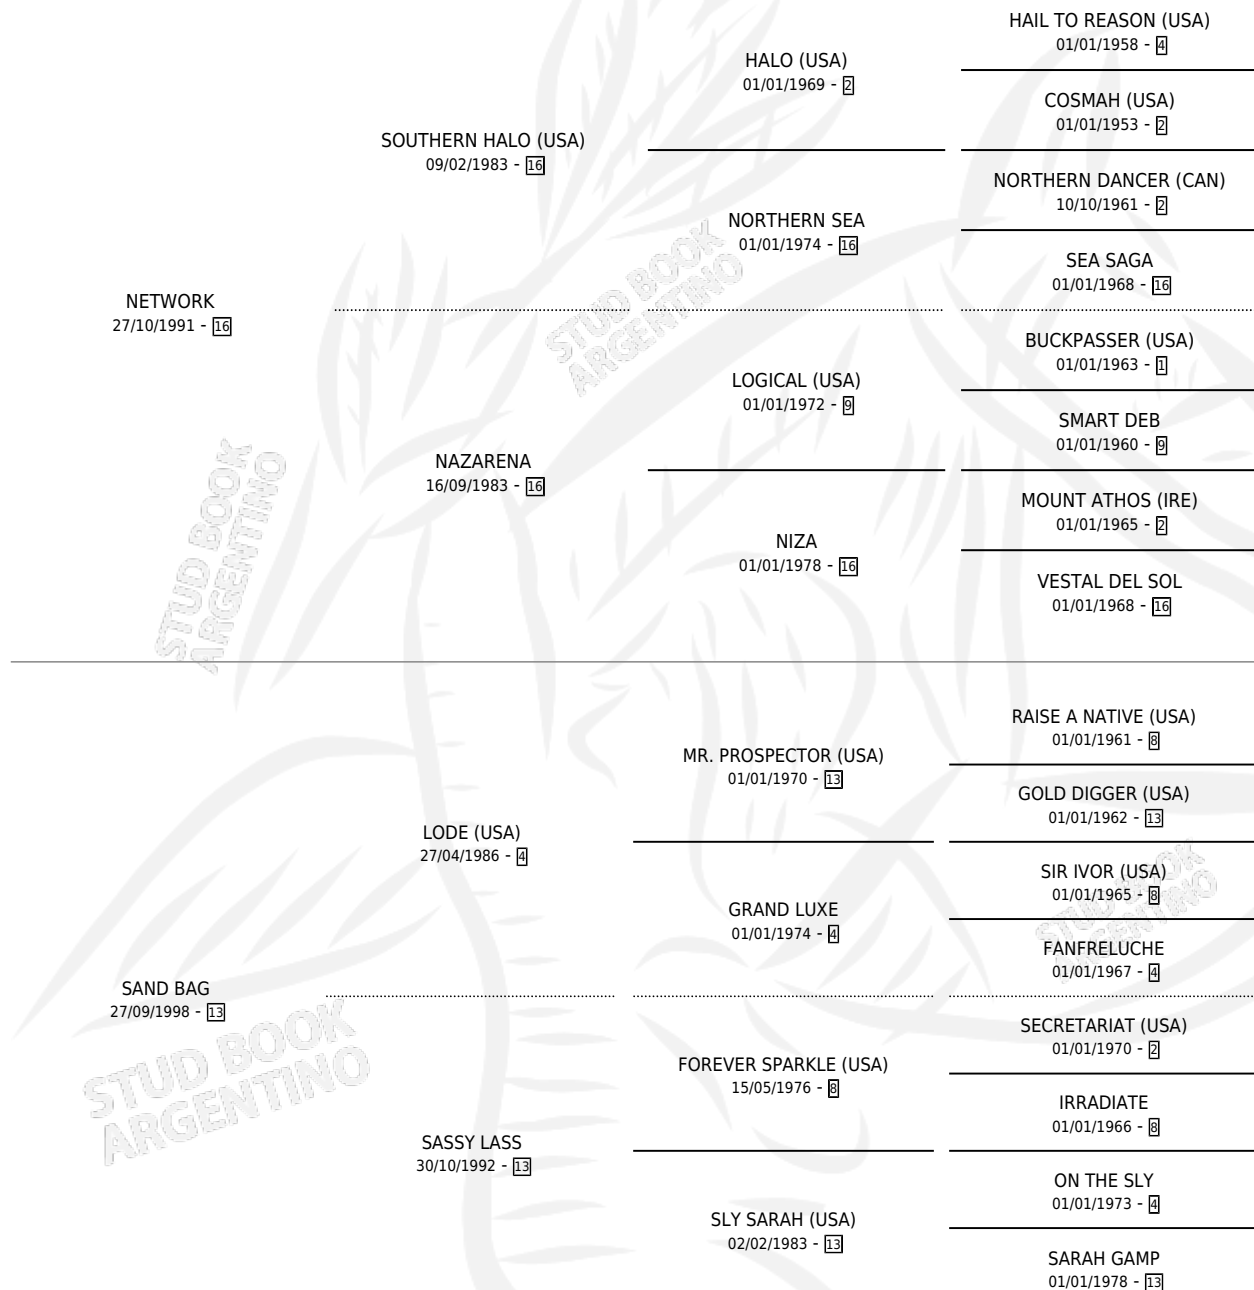 HAIL TO REASON (USA)
01/01/1958 - 4
HALO (USA)
01/01/1969 - 2
COSMAH (USA)
01/01/1953 - 2
SOUTHERN HALO (USA)
09/02/1983 - 16
NORTHERN DANCER (CAN)
10/10/1961 - 2
NORTHERN SEA
01/01/1974 - 16
SEA SAGA
01/01/1968 - 16
NETWORK
27/10/1991 - 16
BUCKPASSER (USA)
01/01/1963 - 1
LOGICAL (USA)
01/01/1972 - 9
SMART DEB
01/01/1960 - 9
NAZARENA
16/09/1983 - 16
MOUNT ATHOS (IRE)
01/01/1965 - 2
NIZA
01/01/1978 - 16
VESTAL DEL SOL
01/01/1968 - 16
RAISE A NATIVE (USA)
01/01/1961 - 8
MR. PROSPECTOR (USA)
01/01/1970 - 13
GOLD DIGGER (USA)
01/01/1962 - 13
LODE (USA)
27/04/1986 - 4
SIR IVOR (USA)
01/01/1965 - 8
GRAND LUXE
01/01/1974 - 4
FANFRELUCHE
01/01/1967 - 4
SAND BAG
27/09/1998 - 13
SECRETARIAT (USA)
01/01/1970 - 2
FOREVER SPARKLE (USA)
15/05/1976 - 8
IRRADIATE
01/01/1966 - 8
SASSY LASS
30/10/1992 - 13
ON THE SLY
01/01/1973 - 4
SLY SARAH (USA)
02/02/1983 - 13
SARAH GAMP
01/01/1978 - 13
STUD BOOK
ARGENTINO
STUD BOOK
ARGENTINO
STUD BOOK
ARGENTINO
STUD BOOK
ARGENTINO